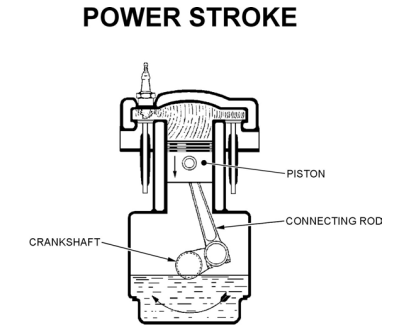 POWER STROKE
PISTON
CONNECTING ROD
CRANKSHAFT